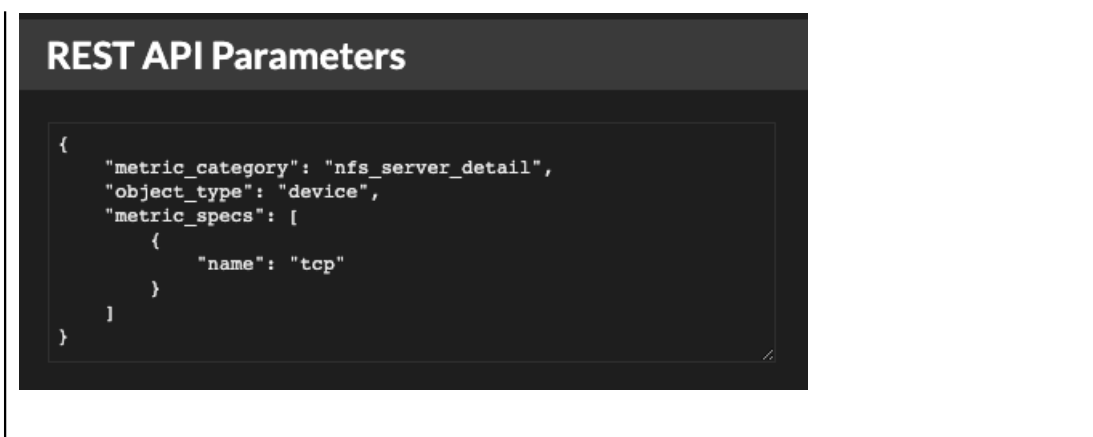 REST API Parameters
{
    "metric_category": "nfs_server_detail",
    "object_type": "device",
    "metric_specs": [
        {
            "name": "tcp"
        }
    ]
}